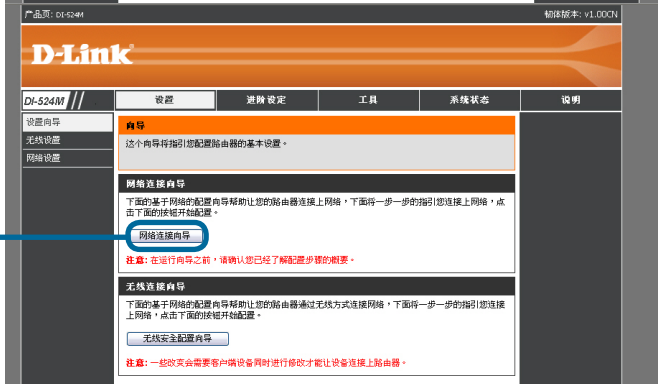 产品页: DI-524M
韧体版本: v1.00CN
D-Link
DI-524M
设置
进阶设定
工具
系统状态
说明
设置向导
无线设置
网络设置
向导
这个向导将指引您配置路由器的基本设置。
网络连接向导
下面的基于网络的配置向导帮助让您的路由器连接上网络，下面将一步一步的指引您连接上网络，点
击下面的按钮开始配置。
网络连接向导
注意: 在运行向导之前，请确认您已经了解配置步骤的概要。
无线连接向导
下面的基于网络的配置向导帮助让您的路由器通过无线方式连接网络，下面将一步一步的指引您连接
上网络，点击下面的按钮开始配置。
无线安全配置向导
注意: 一些改变会需要客户端设备同时进行修改才能让设备连接上路由器。